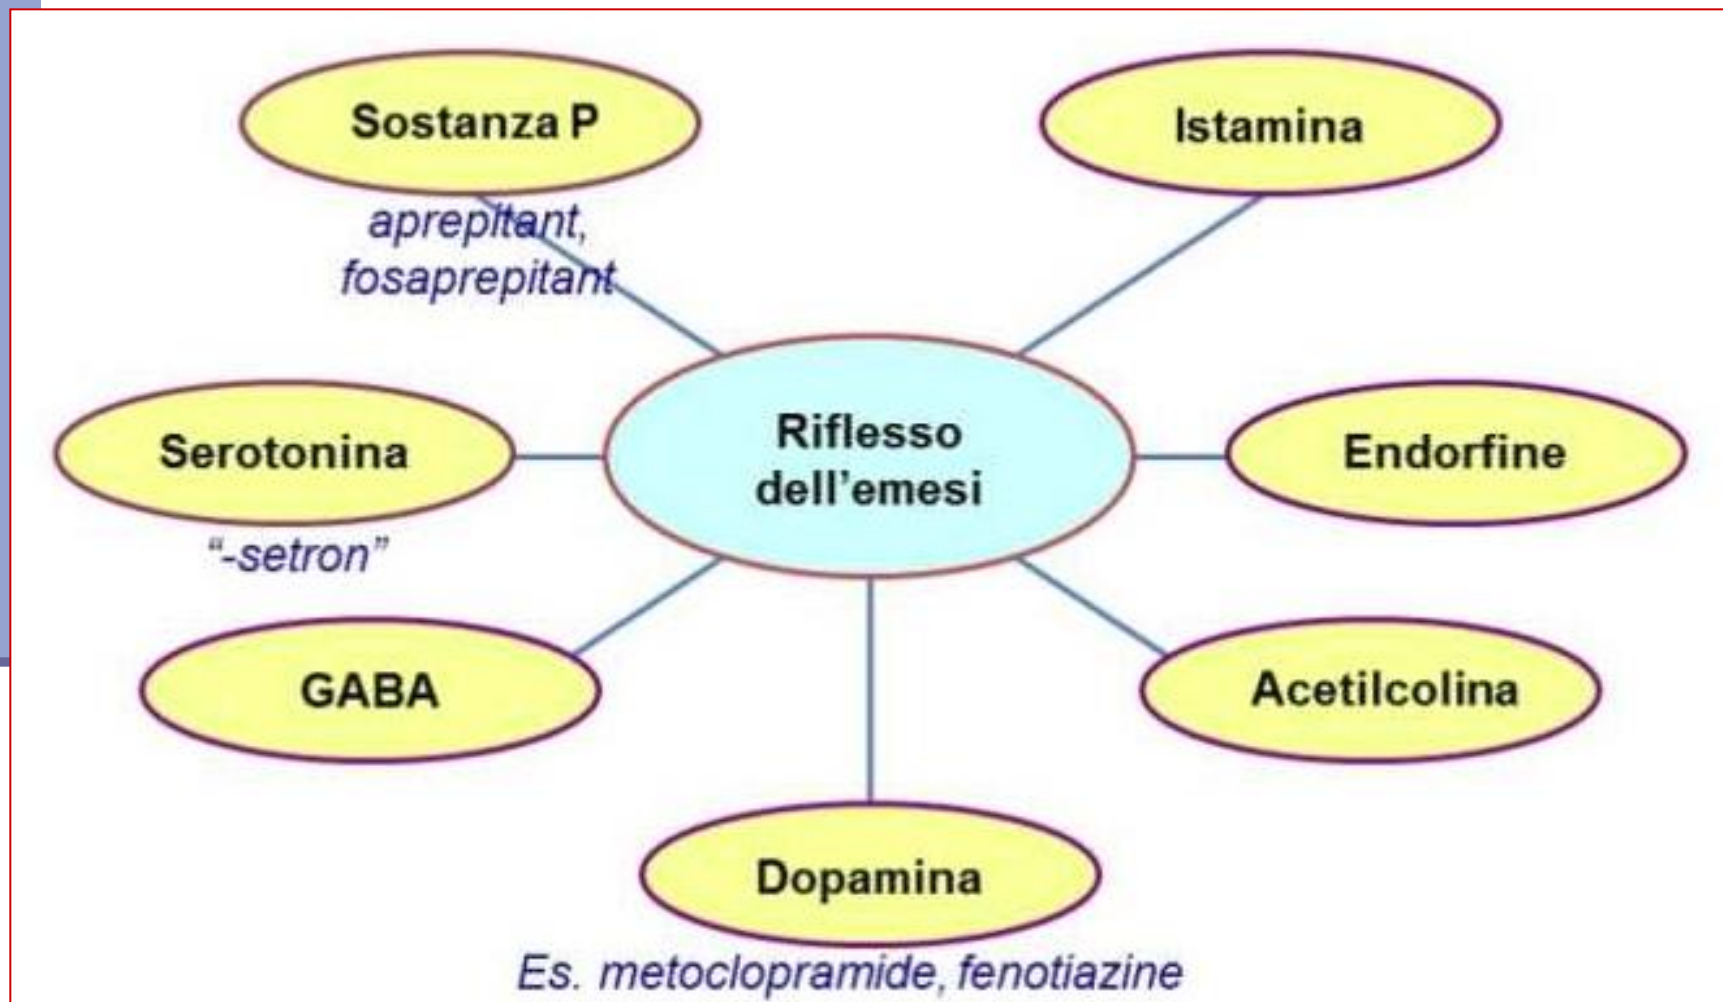 Sostanza P
Istamina
aprepitant,
fosaprepitant
Riflesso
dell’emesi
Serotonina
Endorfine
“-setron”
GABA
Acetilcolina
Dopamina
Es. metoclopramide, fenotiazine